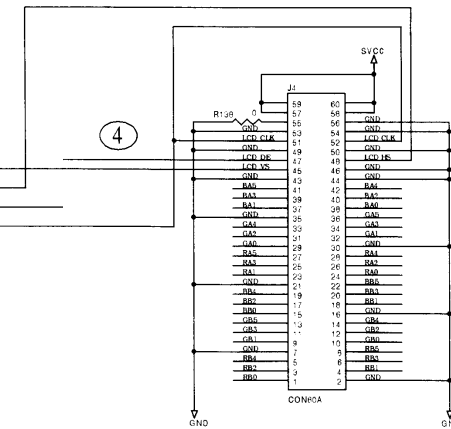 5VCC
J4
59 60
57 58
R138 0 55 56 GND
GND 53 54 GND
LCD CLK 51 52 LCD CLK
GND 49 50 GND
LCD DE 47 48 LCD HS
LCD VS 45 46 GND
GND 43 44 GND
BA5 41 42 BA4
BA3 39 40 BA2
BA1 37 38 BA0
GND 35 36 GA5
GA4 33 34 GA3
GA2 31 32 GA1
GA0 29 30 GND
RA5 27 28 RA4
RA3 25 26 RA2
RA1 23 24 RA0
GND 21 22 BB5
BB4 19 20 BB3
BB2 17 18 BB1
BB0 15 16 GND
GB5 13 14 GB4
GB3 11 12 GB2
GB1 9 10 GB0
GND 7 8 RB5
RB4 5 6 RB3
RB2 3 4 RB1
RB0 1 2 GND
CON60A
4
GND